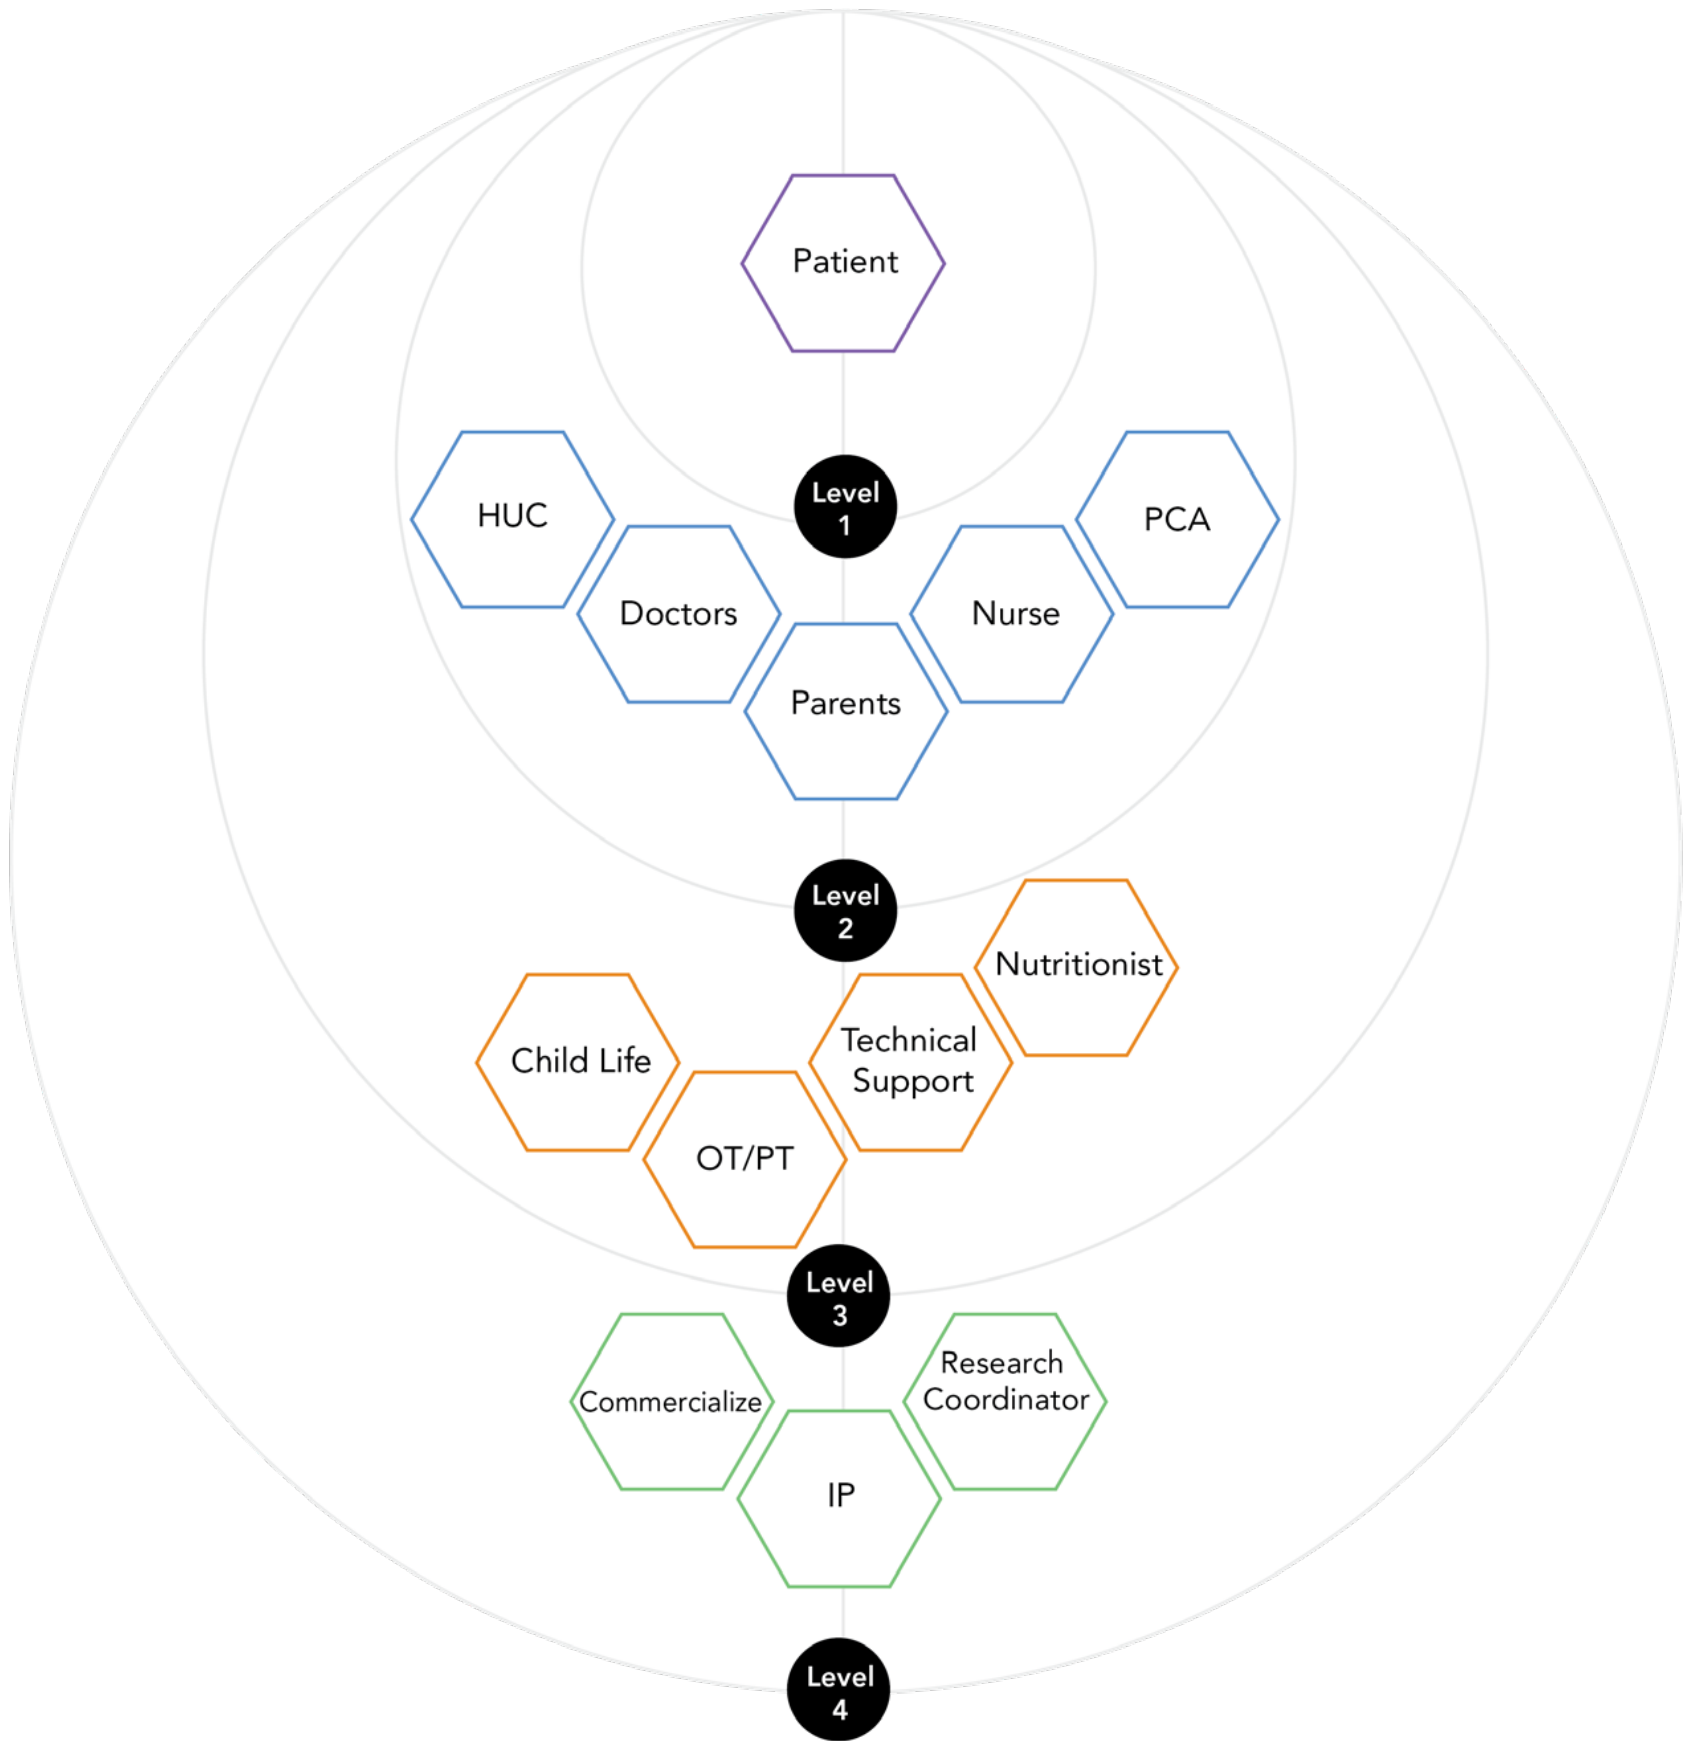 Patient
Level
1
HUC
PCA
Doctors
Nurse
Parents
Level
2
Nutritionist
Child Life
Technical
Support
OT/PT
Level
3
Commercialize
Research
Coordinator
IP
Level
4